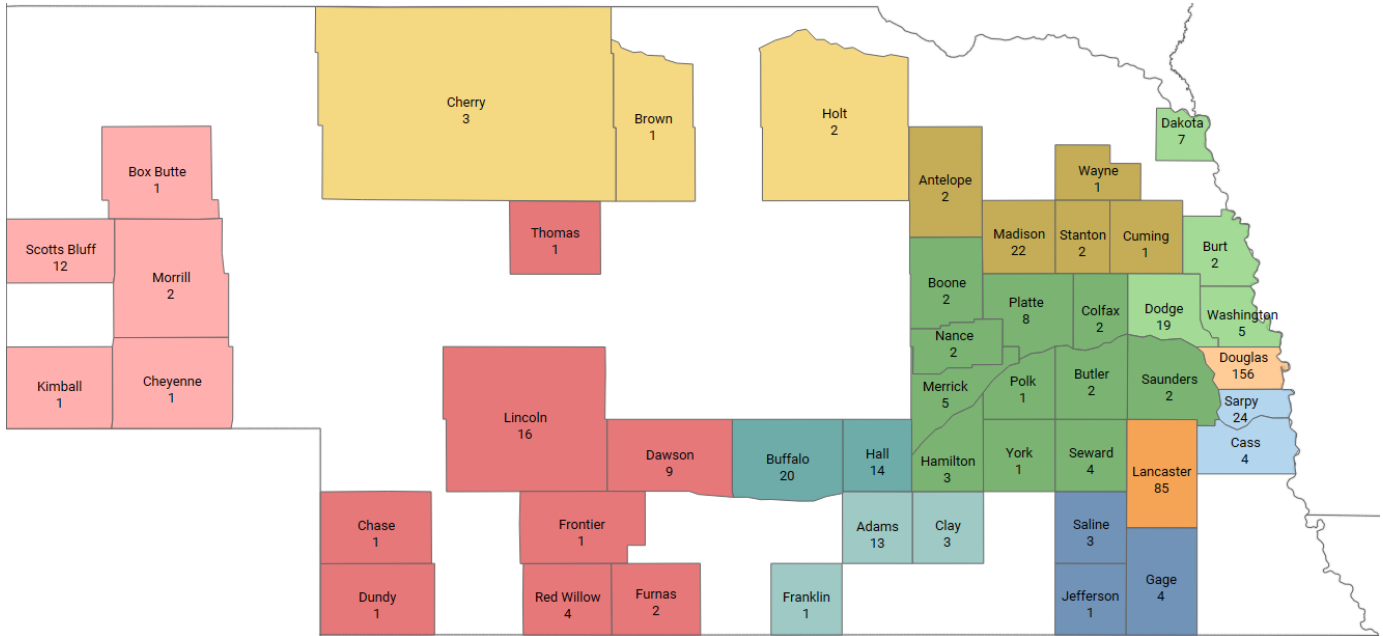 Cherry
3
Brown
1
Holt
2
Dakota
7
Box Butte
1
Antelope
2
Wayne
1
Thomas
1
Madison
22
Stanton
2
Cuming
1
Burt
2
Scotts Bluff
12
Morrill
2
Boone
2
Platte
8
Colfax
2
Dodge
19
Washington
5
Nance
2
Douglas
156
Kimball
1
Cheyenne
1
Merrick
5
Polk
1
Butler
2
Saunders
2
Sarpy
24
Lincoln
16
Dawson
9
Buffalo
20
Hall
14
Hamilton
3
York
1
Seward
4
Lancaster
85
Cass
4
Chase
1
Frontier
1
Adams
13
Clay
3
Saline
3
Dundy
1
Red Willow
4
Furnas
2
Franklin
1
Jefferson
1
Gage
4